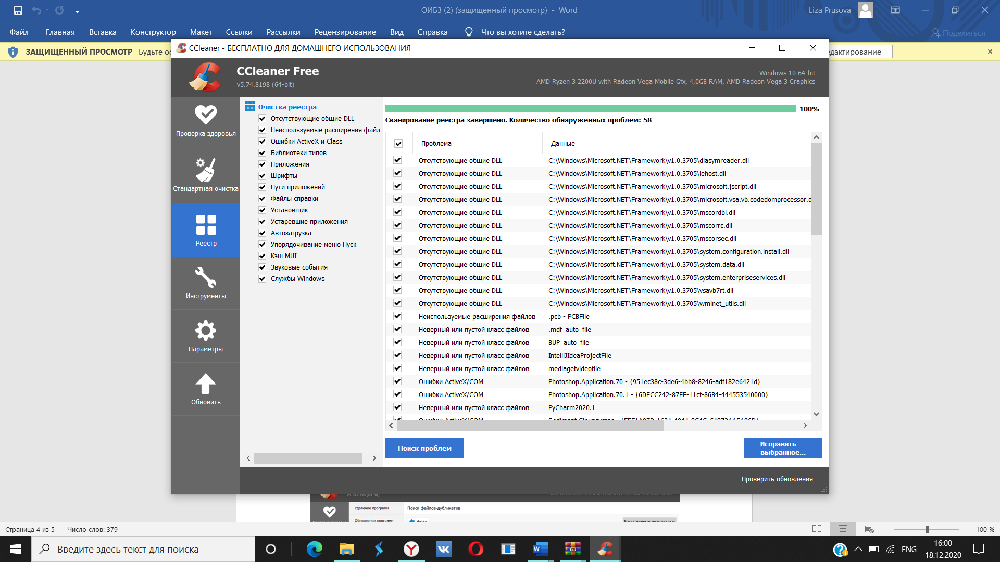 ОИБЗ (2) (защищенный просмотр) - Word
Liza Prusova
Файл Главная Вставка Конструктор Макет Ссылки Рассылки Рецензирование Вид Справка Что вы хотите сделать? Поделиться
ЗАЩИЩЕННЫЙ ПРОСМОТР Будьте
CCleaner - БЕСПЛАТНО ДЛЯ ДОМАШНЕГО ИСПОЛЬЗОВАНИЯ
CCleaner Free
v5.74.8198 (64-bit)
Windows 10 64-bit
AMD Ryzen 3 2200U with Radeon Vega Mobile Gfx, 4,0GB RAM, AMD Radeon Vega 3 Graphics
Проверка здоровья
Стандартная очистка
Реестр
Инструменты
Параметры
Обновить
Очистка реестра
Отсутствующие общие DLL
Неиспользуемые расширения файл
Ошибки ActiveX и Class
Библиотеки типов
Приложения
Шрифты
Пути приложений
Файлы справки
Установщик
Устаревшие приложения
Автозагрузка
Упорядочивание меню Пуск
Кэш MUI
Звуковые события
Службы Windows
100%
Сканирование реестра завершено. Количество обнаруженных проблем: 58
Проблема Данные
Отсутствующие общие DLL C:\Windows\Microsoft.NET\Framework\v1.0.3705\diasymreader.dll
Отсутствующие общие DLL C:\Windows\Microsoft.NET\Framework\v1.0.3705\iehost.dll
Отсутствующие общие DLL C:\Windows\Microsoft.NET\Framework\v1.0.3705\microsoft.jscript.dll
Отсутствующие общие DLL C:\Windows\Microsoft.NET\Framework\v1.0.3705\microsoft.vsa.vb.codedomprocessor.d
Отсутствующие общие DLL C:\Windows\Microsoft.NET\Framework\v1.0.3705\mscordbi.dll
Отсутствующие общие DLL C:\Windows\Microsoft.NET\Framework\v1.0.3705\mscorrc.dll
Отсутствующие общие DLL C:\Windows\Microsoft.NET\Framework\v1.0.3705\mscorsec.dll
Отсутствующие общие DLL C:\Windows\Microsoft.NET\Framework\v1.0.3705\system.configuration.install.dll
Отсутствующие общие DLL C:\Windows\Microsoft.NET\Framework\v1.0.3705\system.data.dll
Отсутствующие общие DLL C:\Windows\Microsoft.NET\Framework\v1.0.3705\system.enterpriseservices.dll
Отсутствующие общие DLL C:\Windows\Microsoft.NET\Framework\v1.0.3705\vsavb7rt.dll
Отсутствующие общие DLL C:\Windows\Microsoft.NET\Framework\v1.0.3705\wminet_utils.dll
Неиспользуемые расширения файлов .pcb - PCBFile
Неверный или пустой класс файлов .mdf_auto_file
Неверный или пустой класс файлов BUP_auto_file
Неверный или пустой класс файлов IntelliJIdeaProjectFile
Неверный или пустой класс файлов mediagetvideofile
Ошибки ActiveX/COM Photoshop.Application.70 - {951ec38c-3de6-4bb8-8246-adf182e6421d}
Ошибки ActiveX/COM Photoshop.Application.70.1 - {6DECC242-87EF-11cf-86B4-444553540000}
Неверный или пустой класс файлов PyCharm2020.1
Ошибки ActiveX/COM
Поиск проблем
Исправить
выбранное...
Проверить обновления
v5.74.8198 (64-bit)
Удаление программ Поиск файлов-дубликатов
Обновление программ Назад Восстановить результаты
Страница 4 из 5 Число слов: 379
100 %
Введите здесь текст для поиска
ENG
16:00
18.12.2020